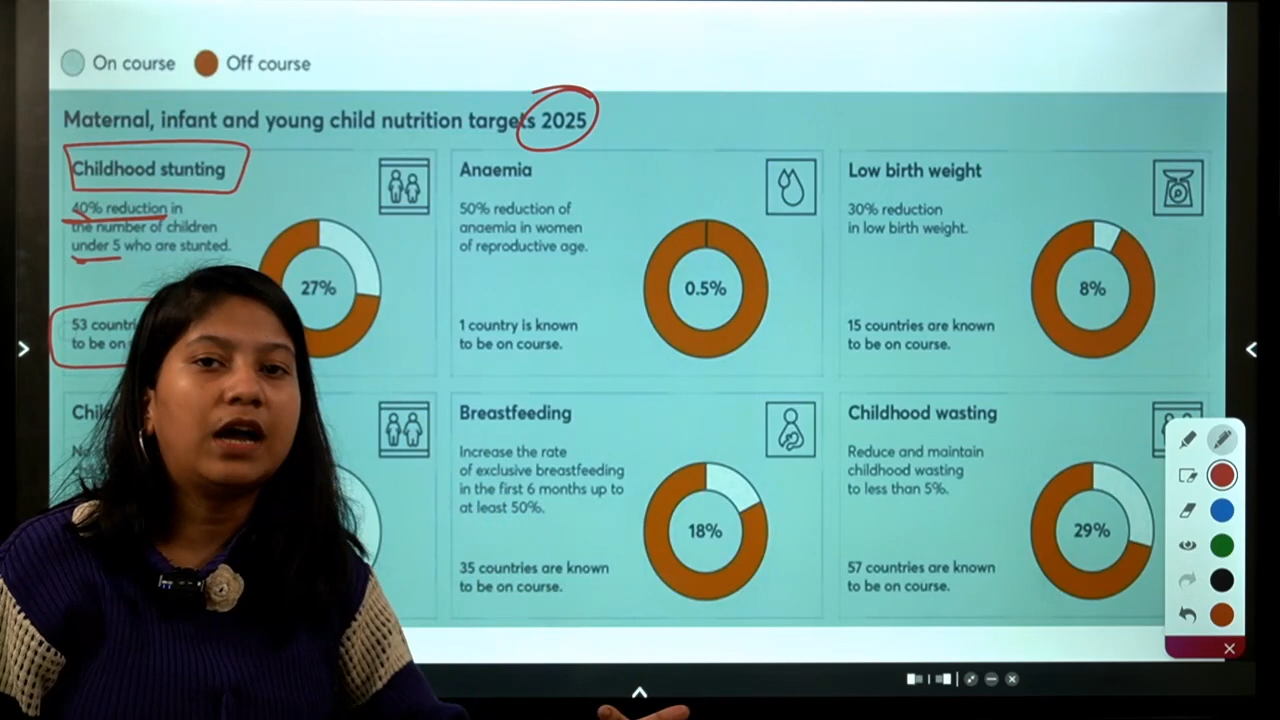 On course
Off course
Maternal, infant and young child nutrition targets 2025
Childhood stunting
40% reduction in
the number of children
under 5 who are stunted.
27%
53
to be on
Anaemia
50% reduction of
anaemia in women
of reproductive age.
0.5%
1 country is known
to be on course.
Low birth weight
30% reduction
in low birth weight.
8%
15 countries are known
to be on course.
Breastfeeding
Increase the rate
of exclusive breastfeeding
in the first 6 months up to
at least 50%.
18%
35 countries are known
to be on course.
Childhood wasting
Reduce and maintain
childhood wasting
to less than 5%.
29%
57 countries are known
to be on course.